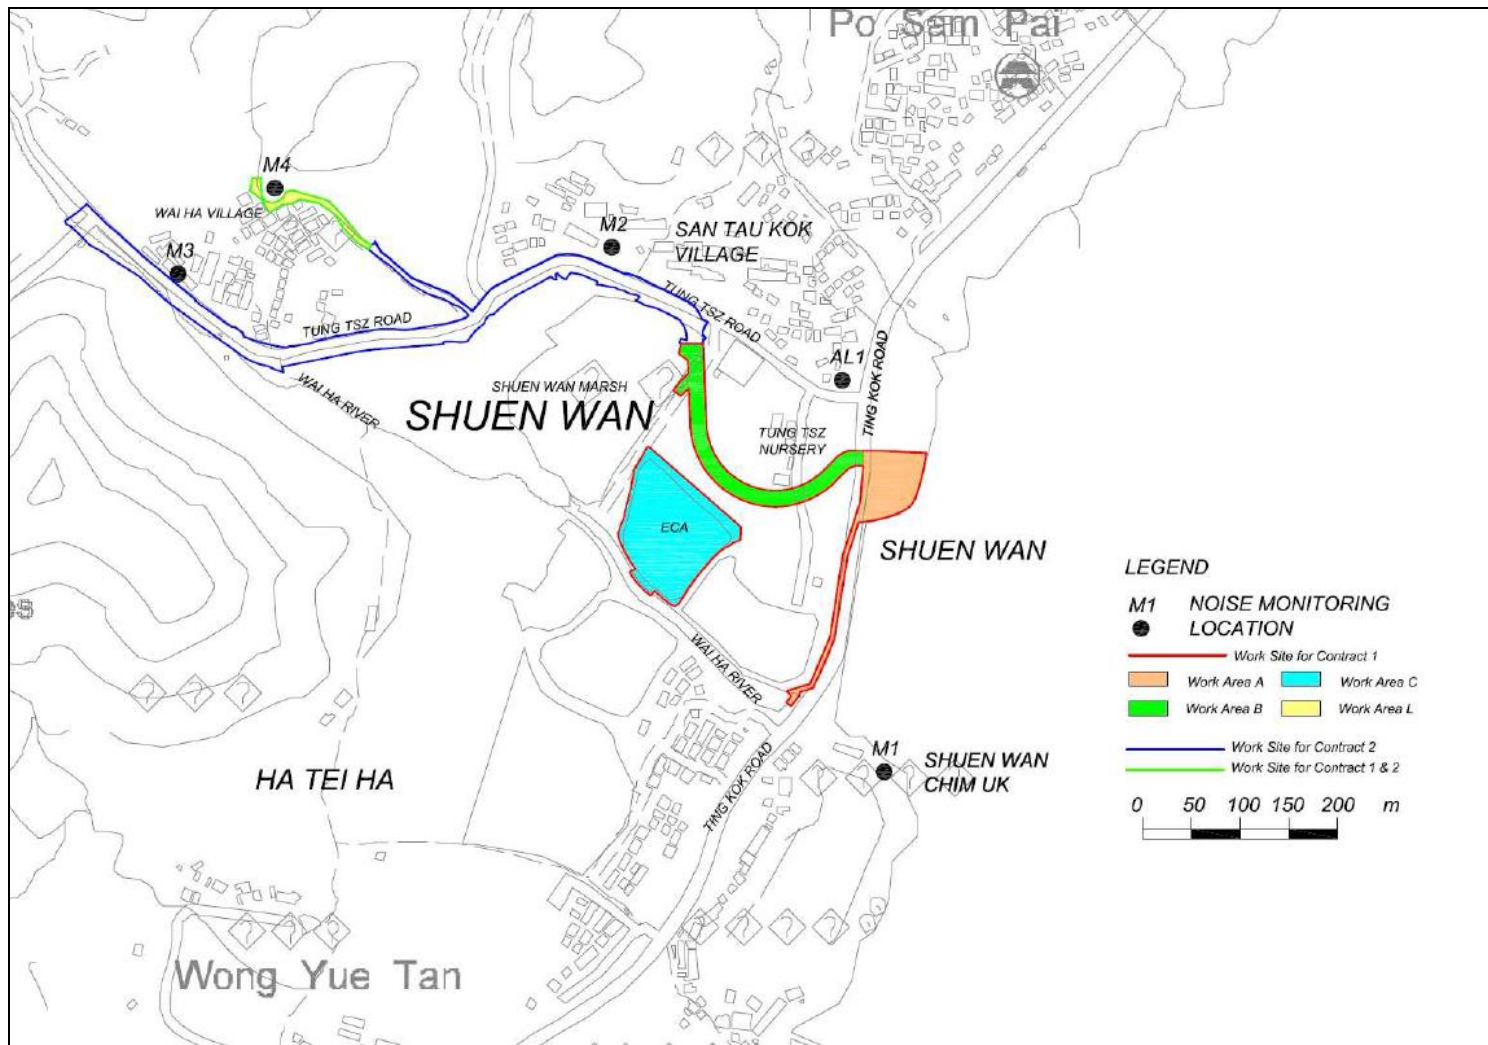 Po Sam Pai
M4
WAI HA VILLAGE
M3
M2
SAN TAU KOK
VILLAGE
TUNG TSZ ROAD
TUNG TSZ ROAD
AL1
TING KOK ROAD
WAI HA RIVER
SHUEN WAN MARSH
SHUEN WAN
TUNG TSZ
NURSERY
ECA
SHUEN WAN
WAI HA RIVER
HA TEI HA
TING KOK ROAD
M1
SHUEN WAN
CHIM UK
Wong Yue Tan
LEGEND
M1 NOISE MONITORING
LOCATION
Work Site for Contract 1
Work Area A Work Area C
Work Area B Work Area L
Work Site for Contract 2
Work Site for Contract 1 & 2
0 50 100 150 200 m